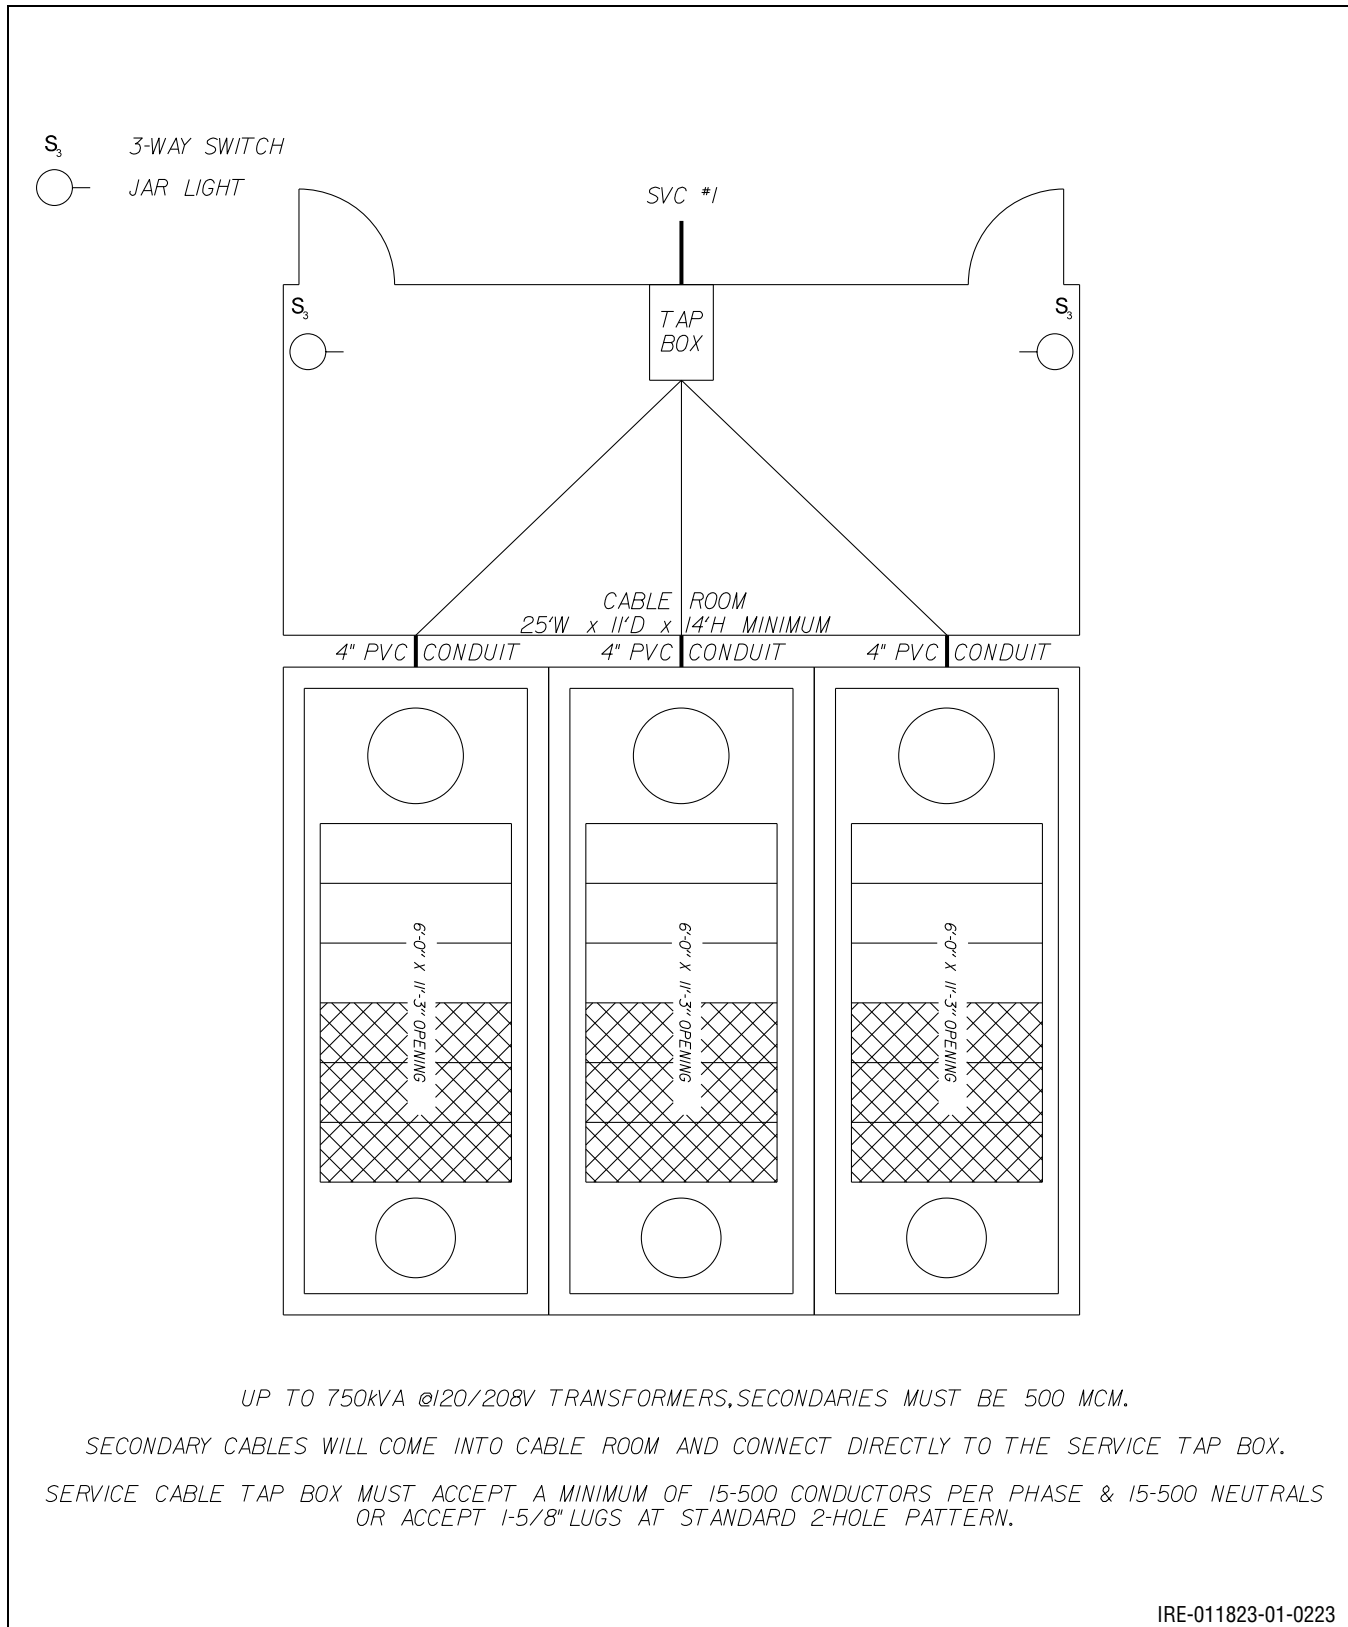 S3 3-WAY SWITCH
JAR LIGHT
SVC #1
S3
S3
TAP
BOX
CABLE ROOM
25'W x 11'D x 14'H MINIMUM
4" PVC CONDUIT
4" PVC CONDUIT
4" PVC CONDUIT
6'-0" X 11'-3" OPENING
6'-0" X 11'-3" OPENING
6'-0" X 11'-3" OPENING
UP TO 750kVA @120/208V TRANSFORMERS, SECONDARIES MUST BE 500 MCM.
SECONDARY CABLES WILL COME INTO CABLE ROOM AND CONNECT DIRECTLY TO THE SERVICE TAP BOX.
SERVICE CABLE TAP BOX MUST ACCEPT A MINIMUM OF 15-500 CONDUCTORS PER PHASE & 15-500 NEUTRALS
OR ACCEPT 1-5/8" LUGS AT STANDARD 2-HOLE PATTERN.
IRE-011823-01-0223